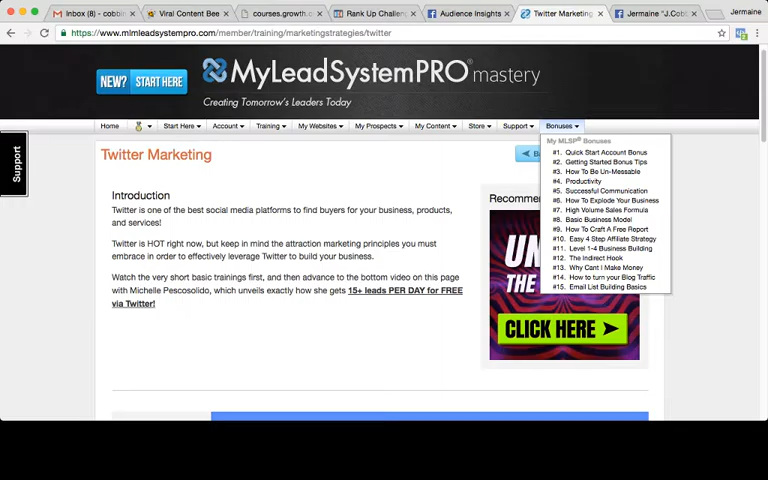 Inbox (8) - cobbin
Viral Content Bee
courses.growth.c
Rank Up Challen
Audience Insights
Twitter Marketing
Jermaine "J.Cobb
Jermaine
https://www.mlmleadsystempro.com/member/training/marketingstrategies/twitter
NEW? START HERE
MyLeadSystemPRO® mastery
Creating Tomorrow's Leaders Today
Home
Start Here
Account
Training
My Websites
My Prospects
My Content
Store
Support
Bonuses
Support
My MLSP® Bonuses
#1. Quick Start Account Bonus
#2. Getting Started Bonus Tips
#3. How To Be Un-Messable
#4. Productivity
#5. Successful Communication
#6. How To Explode Your Business
#7. High Volume Sales Formula
#8. Basic Business Model
#9. How To Craft A Free Report
#10. Easy 4 Step Affiliate Strategy
#11. Level 1-4 Business Building
#12. The Indirect Hook
#13. Why Cant I Make Money
#14. How to turn your Blog Traffic
#15. Email List Building Basics
Twitter Marketing
Introduction
Twitter is one of the best social media platforms to find buyers for your business, products,
and services!
Twitter is HOT right now, but keep in mind the attraction marketing principles you must
embrace in order to effectively leverage Twitter to build your business.
Watch the very short basic trainings first, and then advance to the bottom video on this page
with Michelle Pescosolido, which unveils exactly how she gets 15+ leads PER DAY for FREE
via Twitter!
Recommen
UN
THE
CLICK HERE